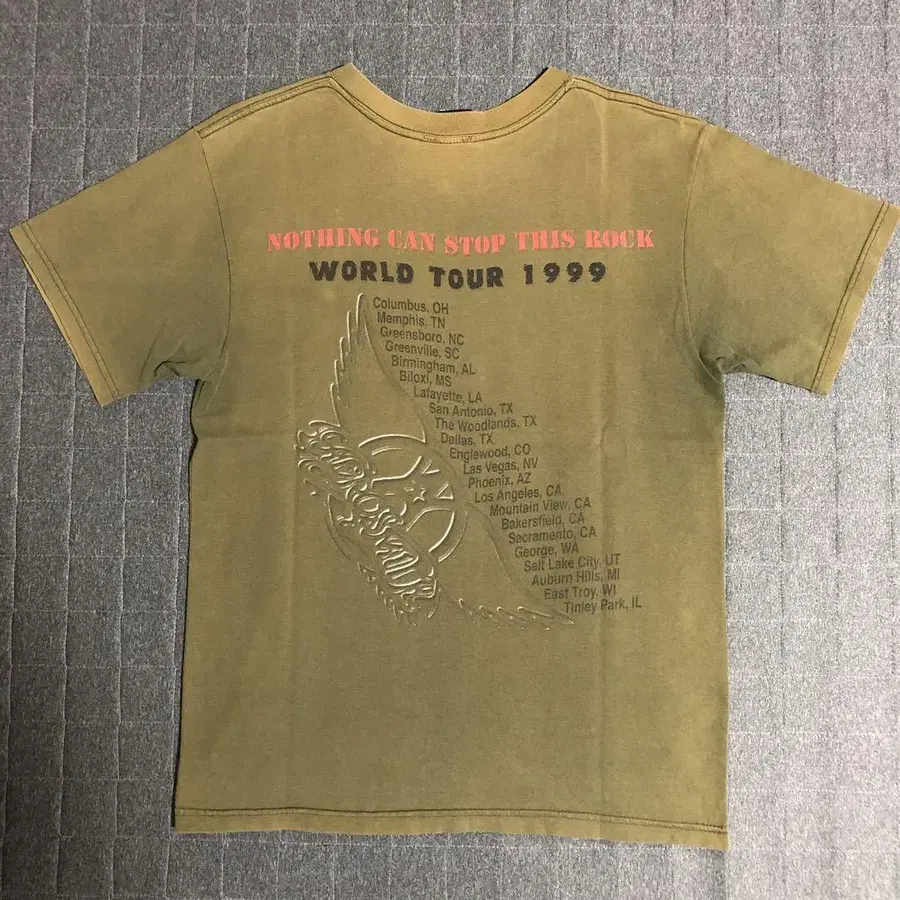 NOTHING CAN STOP THIS ROCK
WORLD TOUR 1999
Columbus, OH
Memphis, TN
Greensboro, NC
Greenville, SC
Birmingham, AL
Biloxi, MS
Lafayette, LA
San Antonio, TX
The Woodlands, TX
Dallas, TX
Englewood, CO
Las Vegas, NV
Phoenix, AZ
Los Angeles, CA
Mountain View, CA
Bakersfield, CA
Sacramento, CA
George, WA
Salt Lake City, UT
Auburn Hills, MI
East Troy, WI
Tinley Park, IL